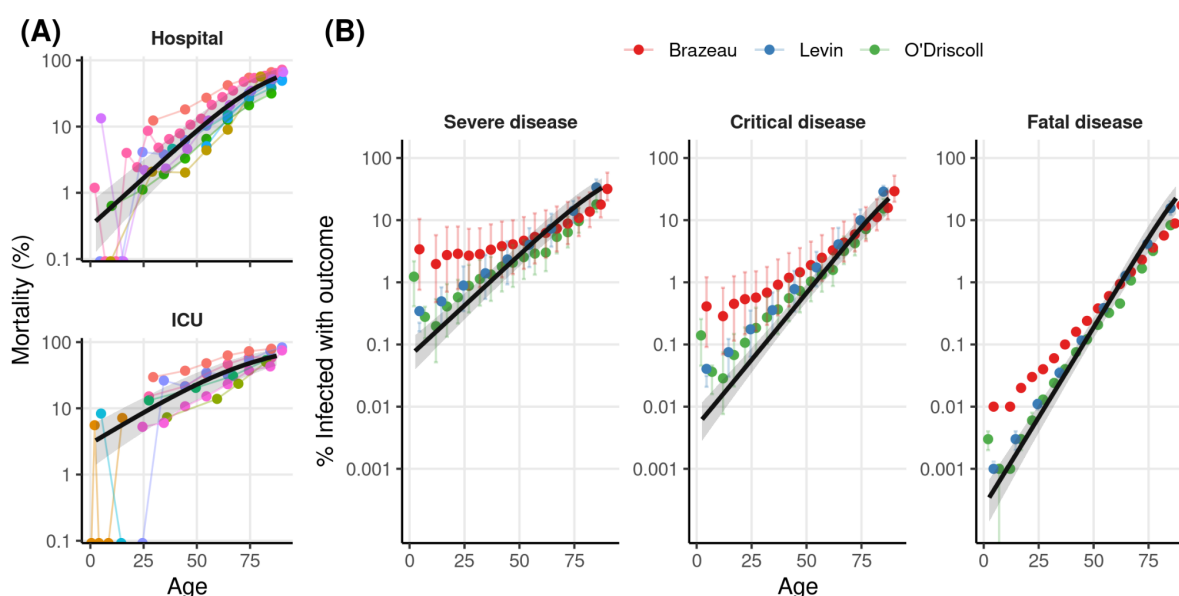 (A)
Hospital
100
10
1
0.1
ICU
100
10
1
0.1
0 25 50 75
Age
Mortality (%)
(B)
Brazeau Levin O'Driscoll
Severe disease Critical disease Fatal disease
% Infected with outcome
100 100 100
10 10 10
1 1 1
0.1 0.1 0.1
0.01 0.01 0.01
0.001 0.001 0.001
0 25 50 75 0 25 50 75 0 25 50 75
Age Age Age